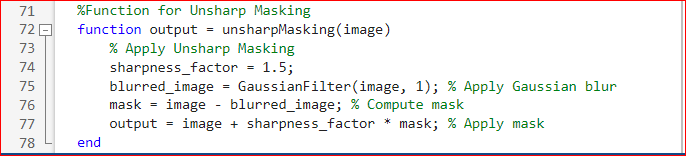 71 %Function for Unsharp Masking
72 function output = unsharpMasking(image)
73 % Apply Unsharp Masking
74 sharpness_factor = 1.5;
75 blurred_image = GaussianFilter(image, 1); % Apply Gaussian blur
76 mask = image - blurred_image; % Compute mask
77 output = image + sharpness_factor * mask; % Apply mask
78 end